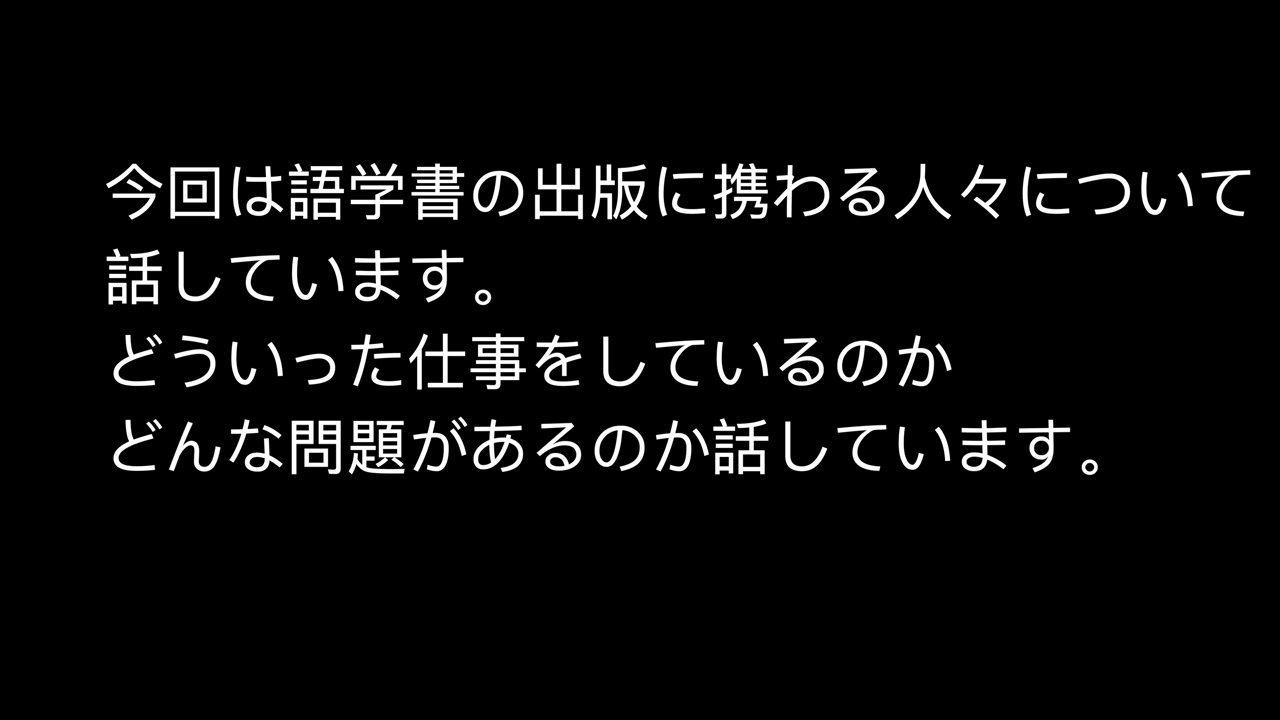 今回は語学書の出版に携わる人々について
話しています。
どういった仕事をしているのか
どんな問題があるのか話しています。